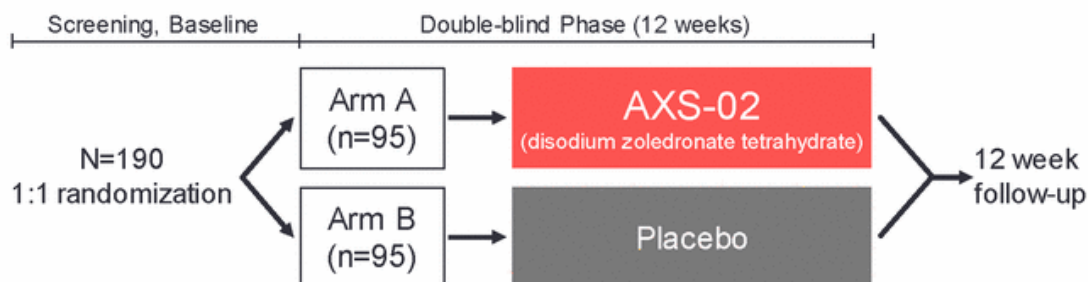 Screening, Baseline
Double-blind Phase (12 weeks)
N=190
1:1 randomization
Arm A
(n=95)
AXS-02
(disodium zoledronate tetrahydrate)
Arm B
(n=95)
Placebo
12 week
follow-up